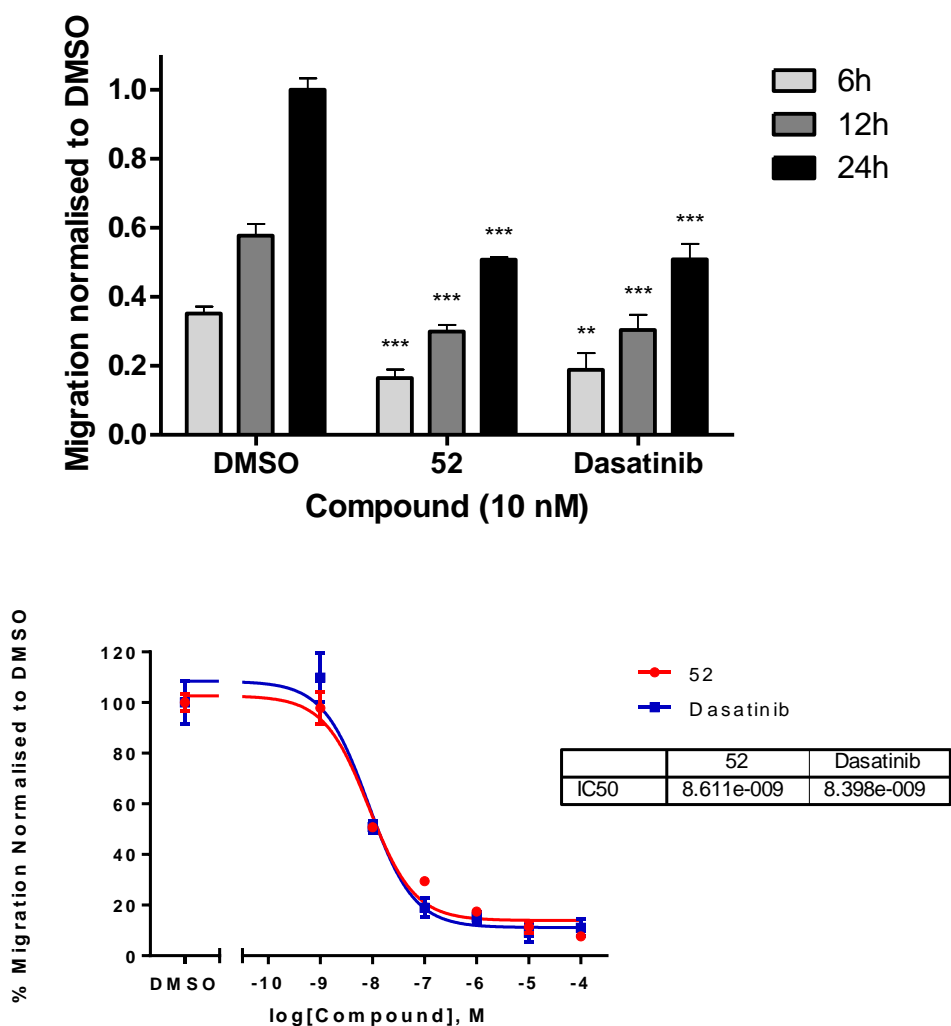 Migration normalised to DMSO
1.0
0.8
0.6
0.4
0.2
0.0
6h
12h
24h
***
***
***
**
***
***
DMSO 52 Dasatinib
Compound (10 nM)
% Migration Normalised to DMSO
120
100
80
60
40
20
0
DMSO -10 -9 -8 -7 -6 -5 -4
log[Compound], M
52
Dasatinib
52 Dasatinib
IC50 8.611e-009 8.398e-009